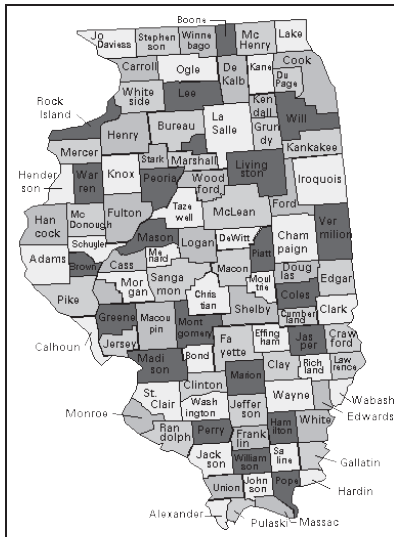 Boone
Jo
Daviess
Stephen
son
Winne
bago
Mc
Henry
Lake
Carroll
Ogle
De
Kalb
Kane
Cook
Du
Page
White
side
Lee
Rock
Island
Bureau
La
Salle
Ken
dall
Grun
dy
Will
Henry
Mercer
Kankakee
Stark
Marshall
Living
ston
Hender
son
War
ren
Knox
Peoria
Wood
ford
Iroquois
Taze
well
McLean
Ford
Han
cock
Mc
Donough
Fulton
Ver
milion
Schuyler
Mason
Logan
DeWitt
Cham
paign
Adams
Brown
Cass
Me
nard
Piatt
Macon
Doug
las
Edgar
Mor
gan
Sanga
mon
Moul
trie
Pike
Chris
tian
Coles
Greene
Macou
pin
Mont
gomery
Shelby
Cumber
land
Clark
Calhoun
Jersey
Fa
yette
Effing
ham
Jas
per
Craw
ford
Madi
son
Bond
Clay
Rich
land
Law
rence
Clinton
Marion
Wabash
St.
Clair
Wash
ington
Jeffer
son
Wayne
Edwards
Monroe
Ran
dolph
Perry
Frank
lin
Ham
ilton
White
Jack
son
William
son
Sa
line
Gallatin
Union
John
son
Pope
Hardin
Alexander
Pulaski
Massac